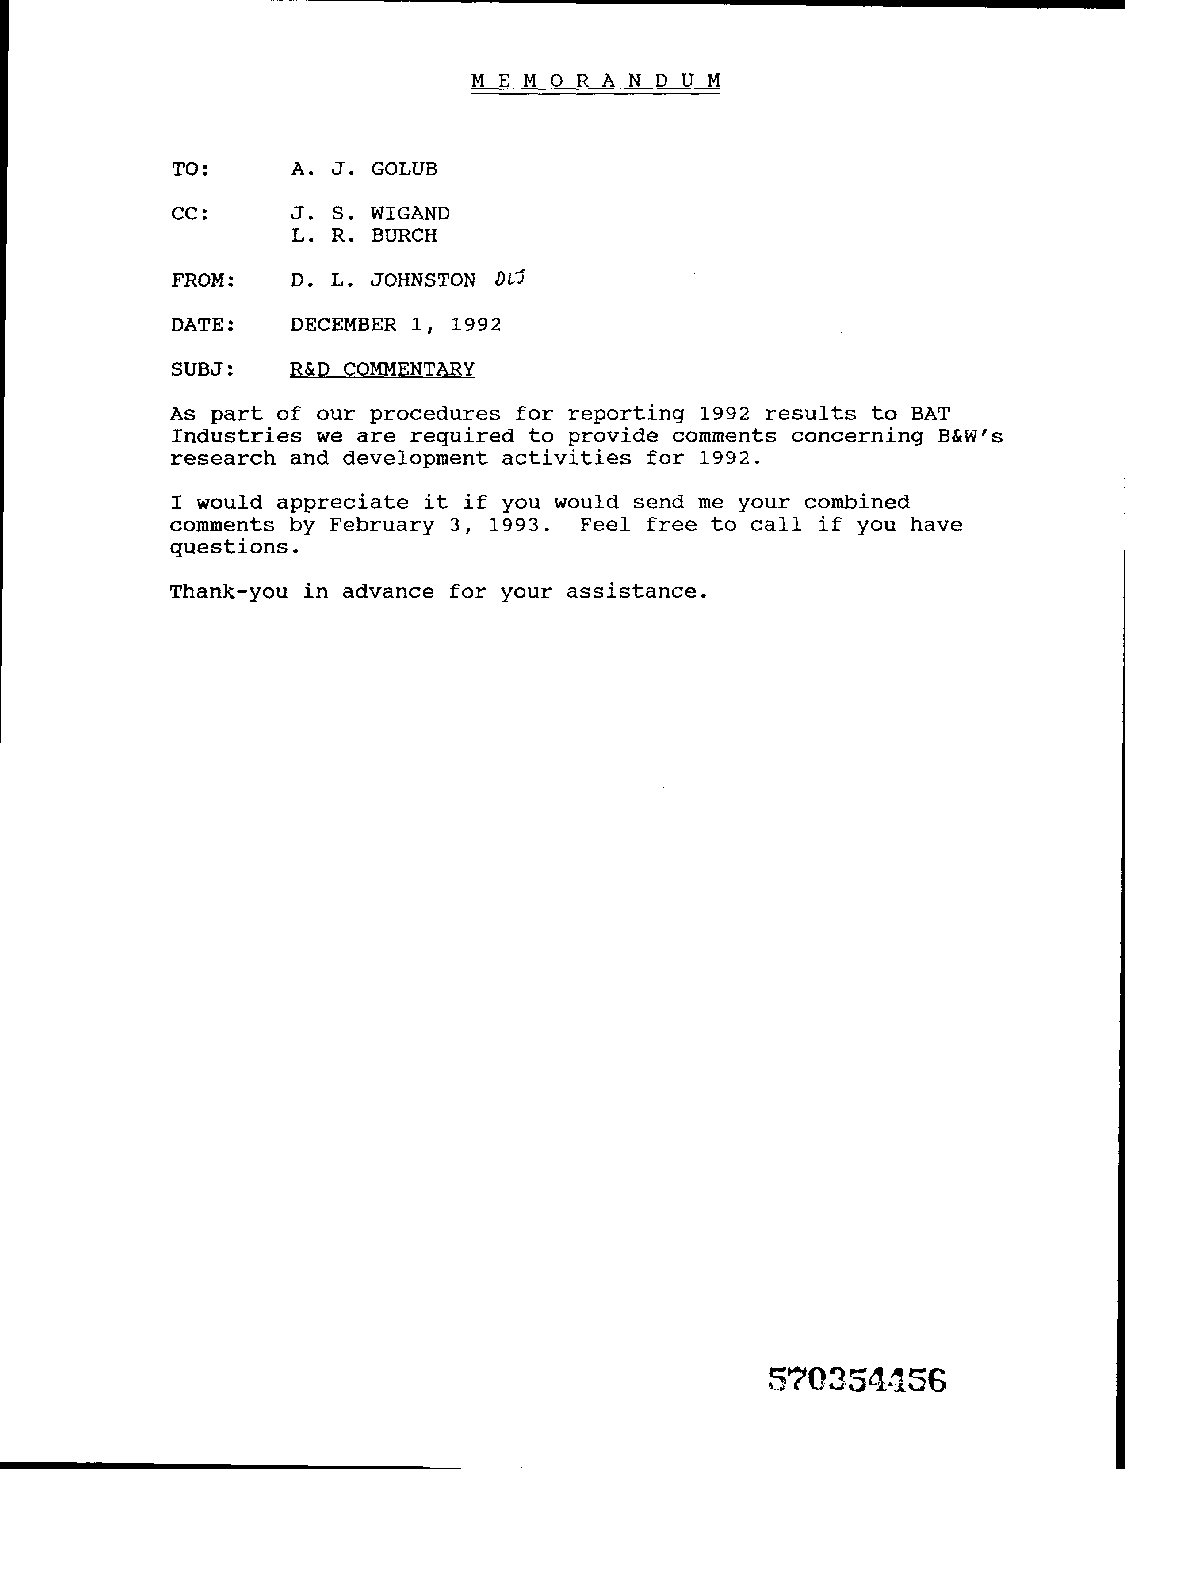 M E M O R A N D U M
TO: A. J. GOLUB
CC: J. S. WIGAND
L. R. BURCH
FROM: D. L. JOHNSTON DLJ
DATE: DECEMBER 1, 1992
SUBJ: R&D COMMENTARY
As part of our procedures for reporting 1992 results to BAT
Industries we are required to provide comments concerning B&W's
research and development activities for 1992.
I would appreciate it if you would send me your combined
comments by February 3, 1993. Feel free to call if you have
questions.
Thank-you in advance for your assistance.
570354456